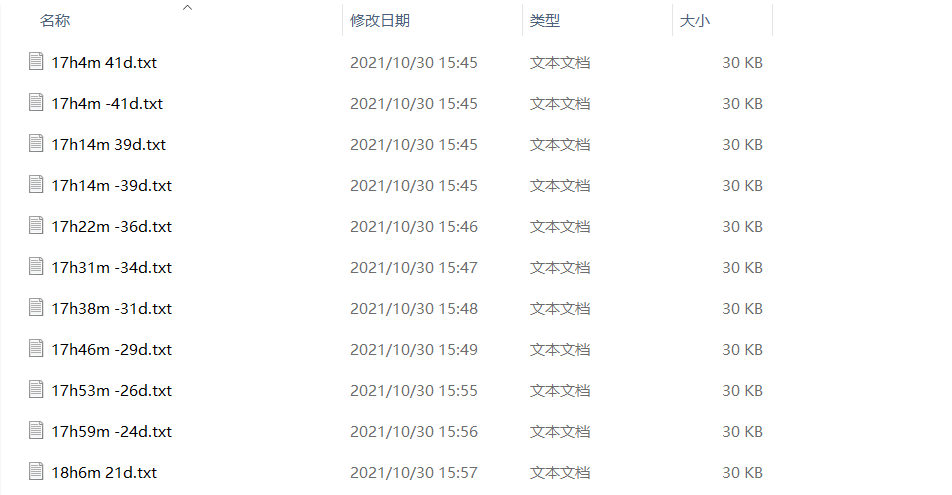 名称 修改日期 类型 大小
17h4m 41d.txt 2021/10/30 15:45 文本文档 30 KB
17h4m -41d.txt 2021/10/30 15:45 文本文档 30 KB
17h14m 39d.txt 2021/10/30 15:45 文本文档 30 KB
17h14m -39d.txt 2021/10/30 15:45 文本文档 30 KB
17h22m -36d.txt 2021/10/30 15:46 文本文档 30 KB
17h31m -34d.txt 2021/10/30 15:47 文本文档 30 KB
17h38m -31d.txt 2021/10/30 15:48 文本文档 30 KB
17h46m -29d.txt 2021/10/30 15:49 文本文档 30 KB
17h53m -26d.txt 2021/10/30 15:55 文本文档 30 KB
17h59m -24d.txt 2021/10/30 15:56 文本文档 30 KB
18h6m 21d.txt 2021/10/30 15:57 文本文档 30 KB